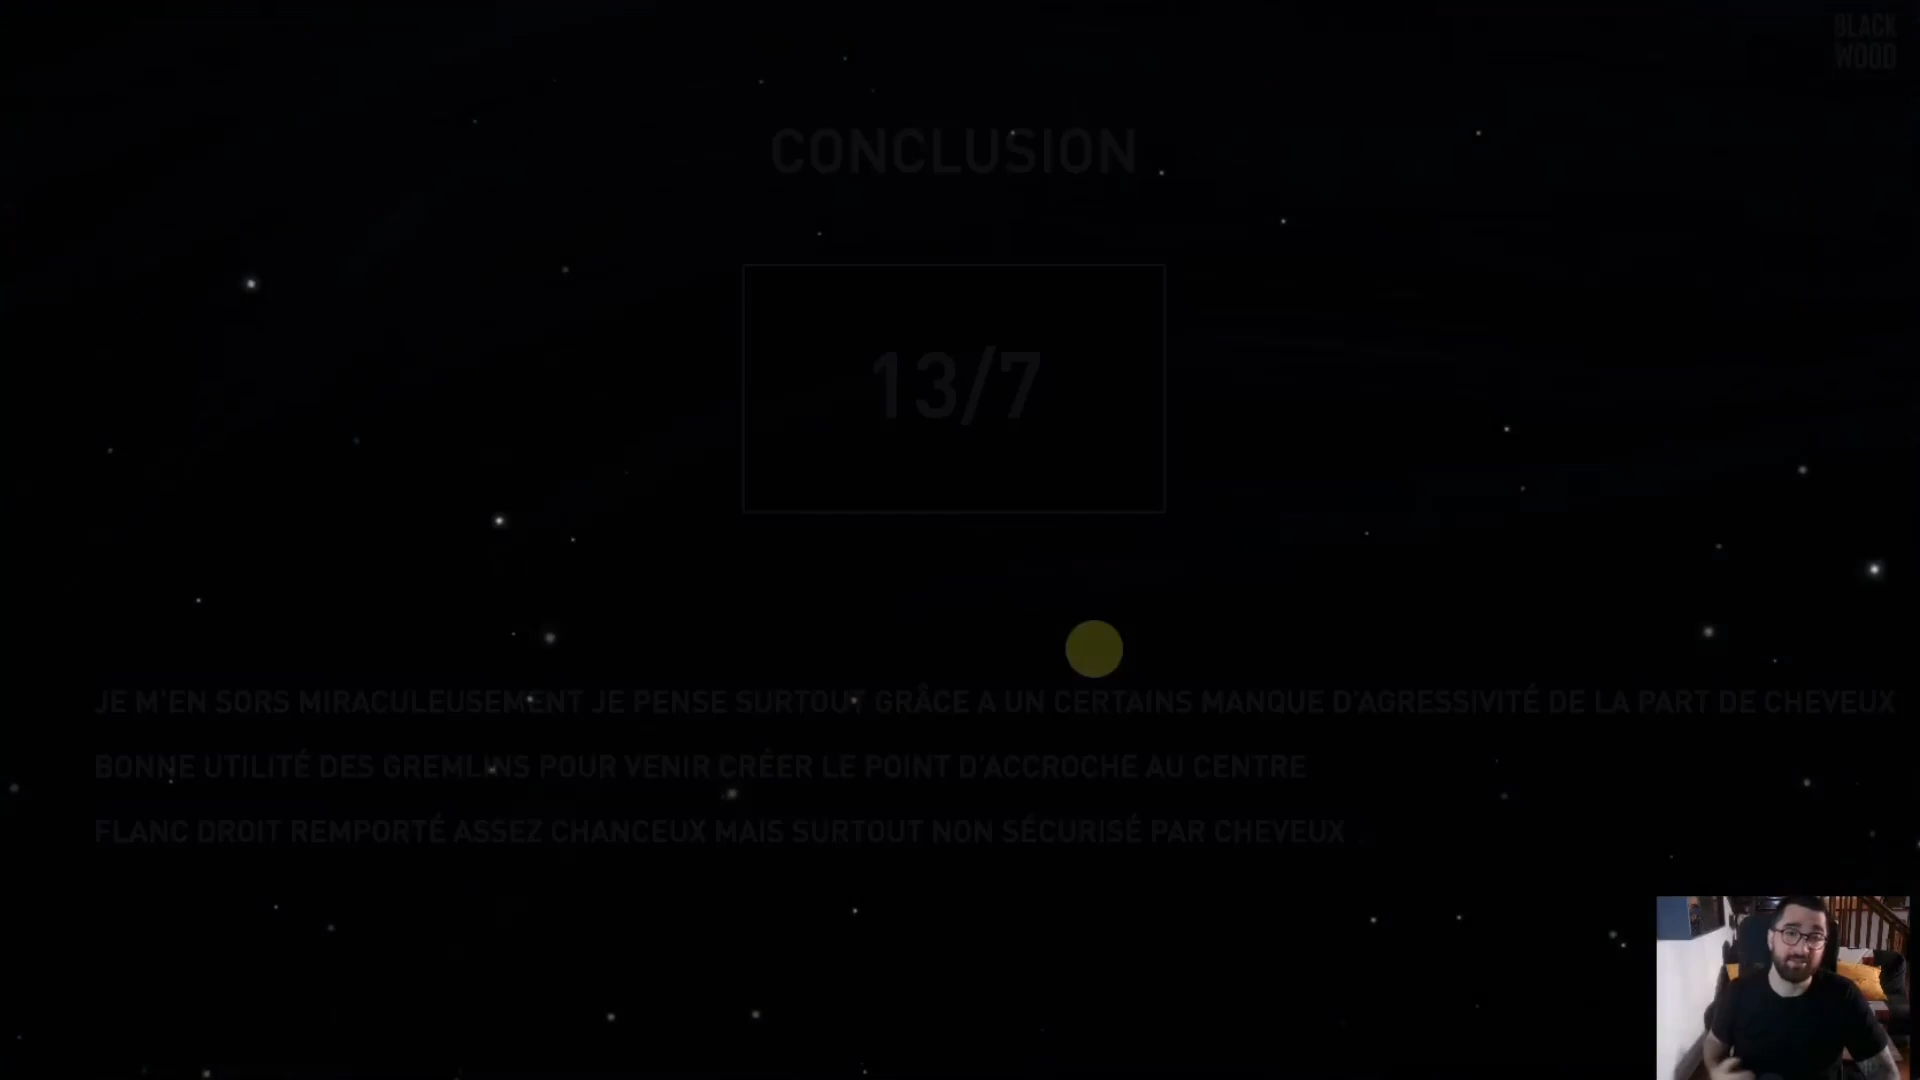 BLACK
WOOD
CONCLUSION
13/7
JE M'EN SORS MIRACULEUSEMENT JE PENSE SURTOUT GRÂCE A UN CERTAINS MANQUE D'AGRESSIVITÉ DE LA PART DE CHEVEUX
BONNE UTILITÉ DES GREMLINS POUR VENIR CRÉER LE POINT D'ACCROCHE AU CENTRE
FLANC DROIT REMPORTÉ ASSEZ CHANCEUX MAIS SURTOUT NON SÉCURISÉ PAR CHEVEUX